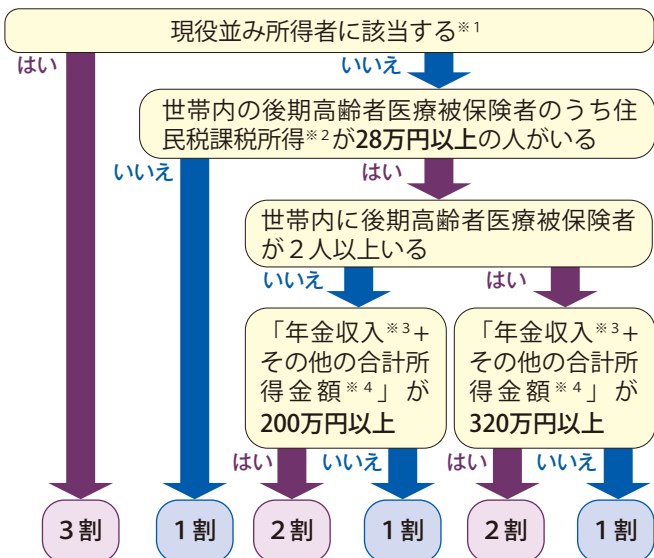 現役並み所得者に該当する※1
はい
いいえ
世帯内の後期高齢者医療被保険者のうち住
民税課税所得※2が28万円以上の人がいる
いいえ
はい
世帯内に後期高齢者医療被保険者
が２人以上いる
いいえ
はい
「年金収入※3＋
その他の合計所
得金額※4」が
200万円以上
「年金収入※3＋
その他の合計所
得金額※4」が
320万円以上
はい
いいえ
はい
いいえ
３割
１割
２割
１割
２割
１割